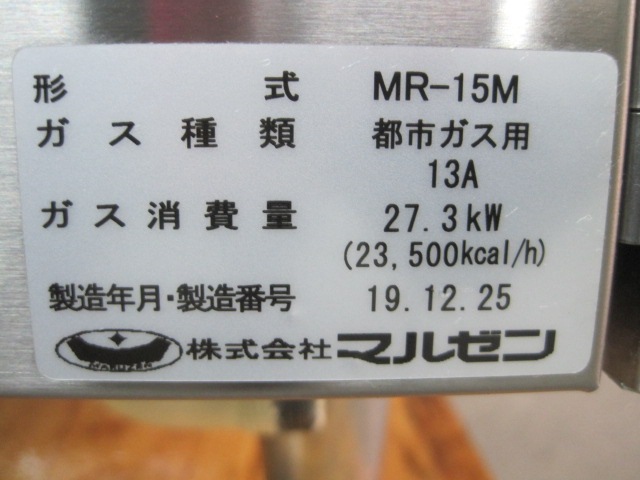 形式 MR-15M
ガス種類 都市ガス用
13A
ガス消費量 27.3kW
(23,500kcal/h)
製造年月・製造番号 19.12.25
MARUZEN 株式会社 マルゼン